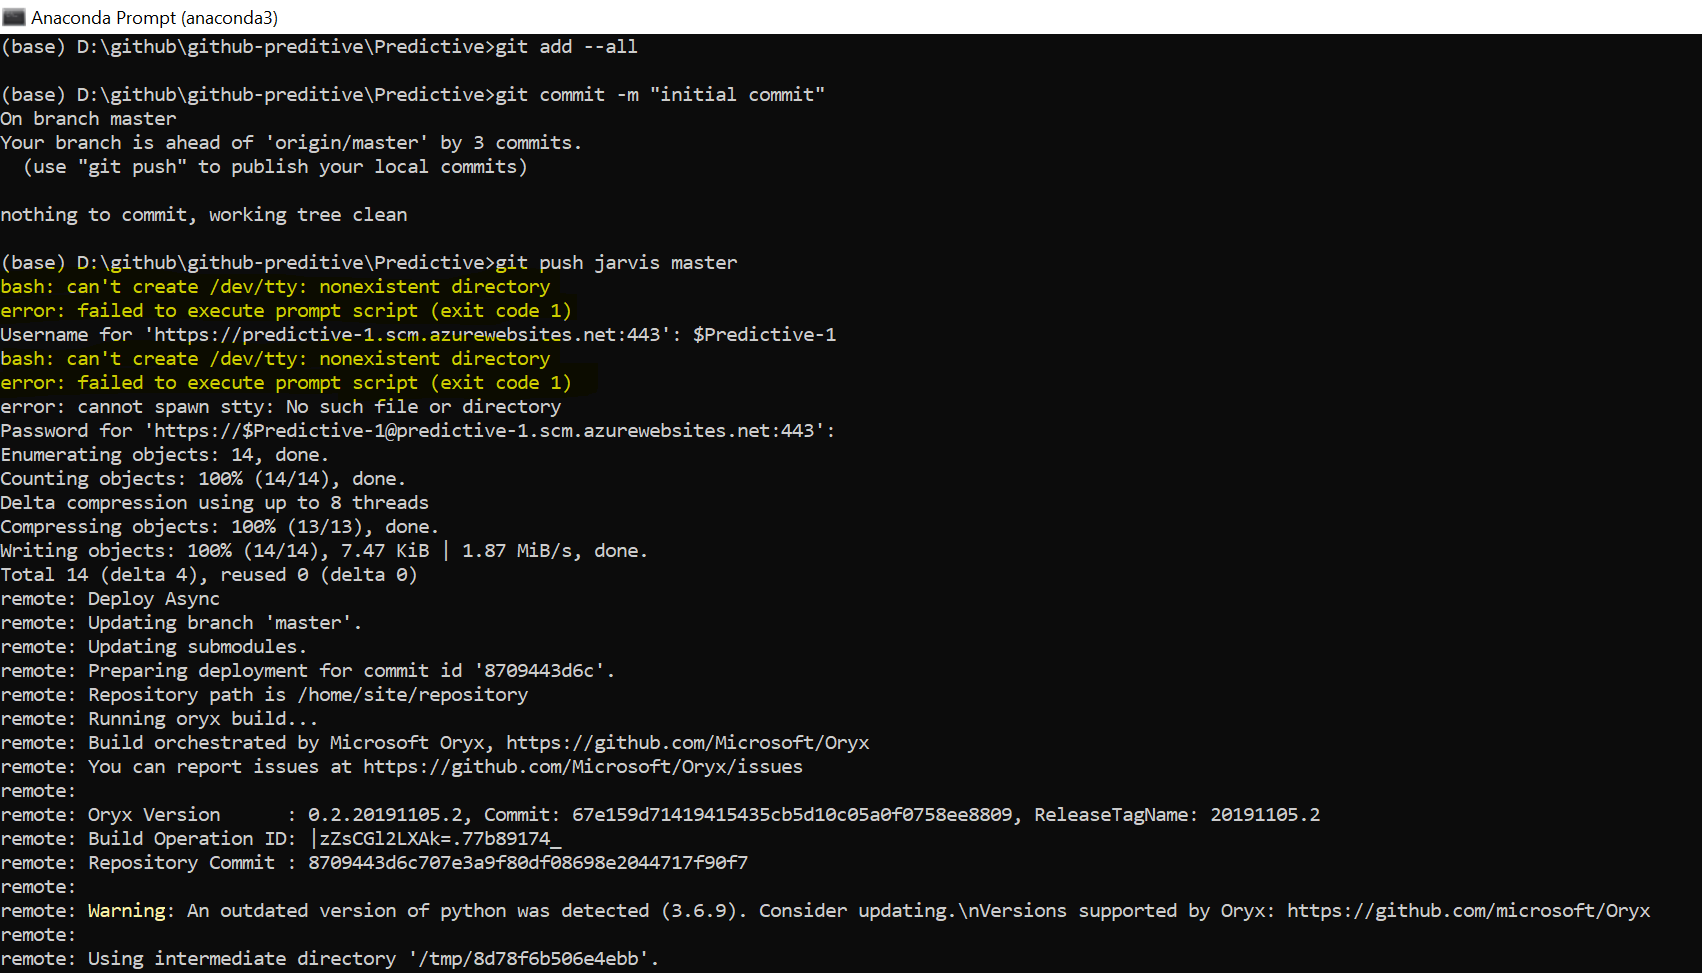 Anaconda Prompt (anaconda3)
(base) D:\github\github-preditive\Predictive>git add --all
(base) D:\github\github-preditive\Predictive>git commit -m "initial commit"
On branch master
Your branch is ahead of 'origin/master' by 3 commits.
  (use "git push" to publish your local commits)
nothing to commit, working tree clean
(base) D:\github\github-preditive\Predictive>git push jarvis master
bash: can't create /dev/tty: nonexistent directory
error: failed to execute prompt script (exit code 1)
Username for 'https://predictive-1.scm.azurewebsites.net:443': $Predictive-1
bash: can't create /dev/tty: nonexistent directory
error: failed to execute prompt script (exit code 1)
error: cannot spawn stty: No such file or directory
Password for 'https://$Predictive-1@predictive-1.scm.azurewebsites.net:443':
Enumerating objects: 14, done.
Counting objects: 100% (14/14), done.
Delta compression using up to 8 threads
Compressing objects: 100% (13/13), done.
Writing objects: 100% (14/14), 7.47 KiB | 1.87 MiB/s, done.
Total 14 (delta 4), reused 0 (delta 0)
remote: Deploy Async
remote: Updating branch 'master'.
remote: Updating submodules.
remote: Preparing deployment for commit id '8709443d6c'.
remote: Repository path is /home/site/repository
remote: Running oryx build...
remote: Build orchestrated by Microsoft Oryx, https://github.com/Microsoft/Oryx
remote: You can report issues at https://github.com/Microsoft/Oryx/issues
remote:
remote: Oryx Version      : 0.2.20191105.2, Commit: 67e159d71419415435cb5d10c05a0f0758ee8809, ReleaseTagName: 20191105.2
remote: Build Operation ID: |zZsCGl2LXAk=.77b89174_
remote: Repository Commit : 8709443d6c707e3a9f80df08698e2044717f90f7
remote:
remote: Warning: An outdated version of python was detected (3.6.9). Consider updating.\nVersions supported by Oryx: https://github.com/microsoft/Oryx
remote:
remote: Using intermediate directory '/tmp/8d78f6b506e4ebb'.